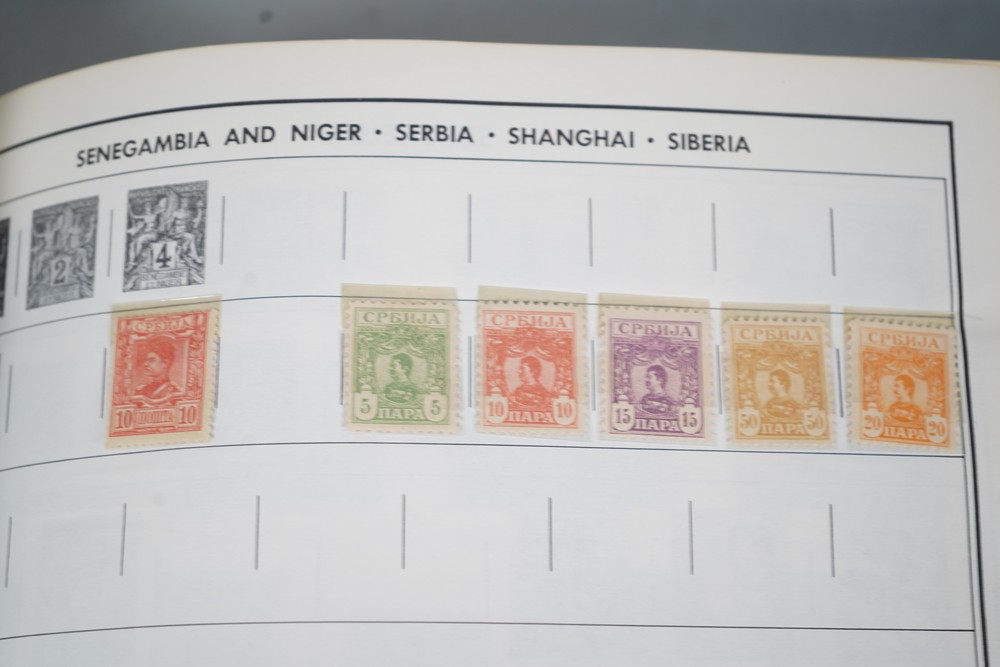 SENEGAMBIA AND NIGER · SERBIA · SHANGHAI · SIBERIA
2
4
СРБИЈА
10 ПОШТА 10
СРБИЈА
5 ПАРА 5
СРБИЈА
10 ПАРА 10
СРБИЈА
15 ПАРА 15
СРБИЈА
50 ПАРА 50
СРБИЈА
20 ПАРА 20